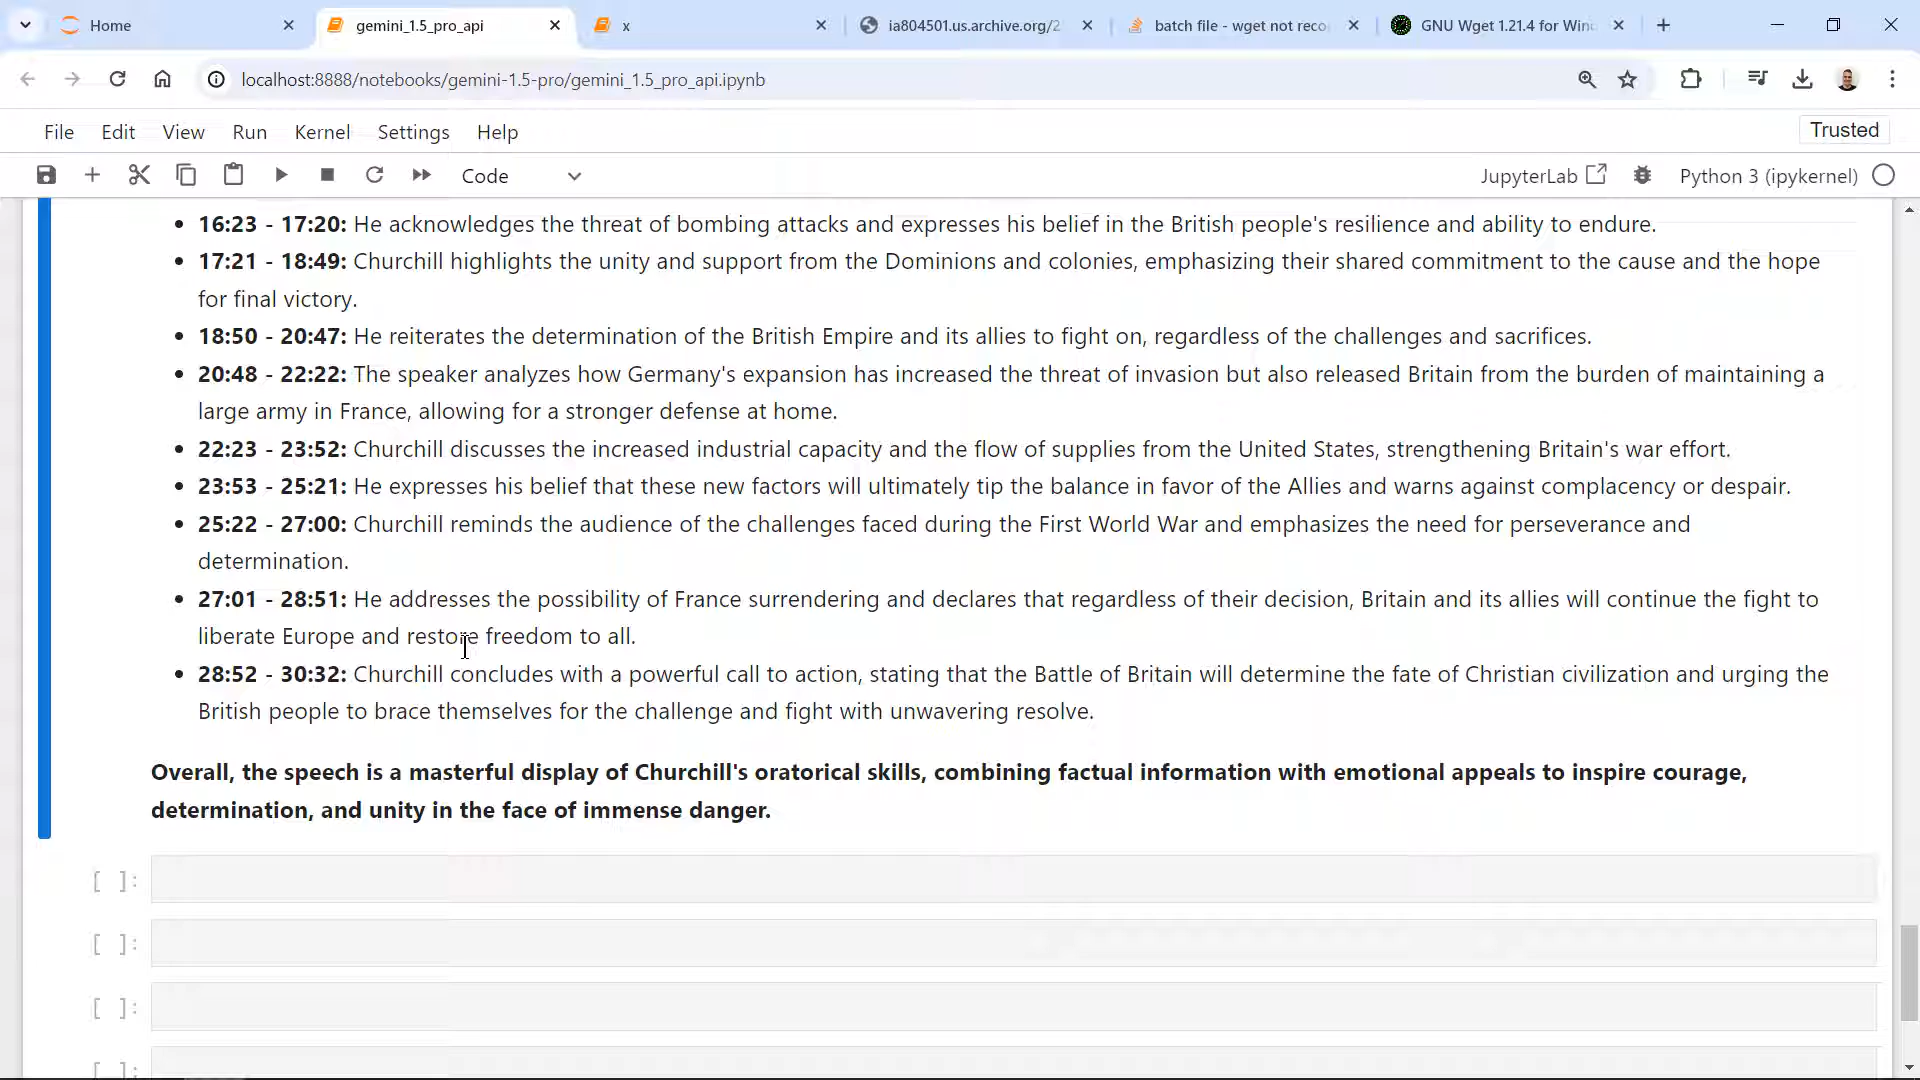 Home
gemini_1.5_pro_api
x
ia804501.us.archive.org/2
batch file - wget not reco
GNU Wget 1.21.4 for Win
localhost:8888/notebooks/gemini-1.5-pro/gemini_1.5_pro_api.ipynb
File Edit View Run Kernel Settings Help
Trusted
Code
JupyterLab
Python 3 (ipykernel)
• 16:23 - 17:20: He acknowledges the threat of bombing attacks and expresses his belief in the British people's resilience and ability to endure.
• 17:21 - 18:49: Churchill highlights the unity and support from the Dominions and colonies, emphasizing their shared commitment to the cause and the hope
for final victory.
• 18:50 - 20:47: He reiterates the determination of the British Empire and its allies to fight on, regardless of the challenges and sacrifices.
• 20:48 - 22:22: The speaker analyzes how Germany's expansion has increased the threat of invasion but also released Britain from the burden of maintaining a
large army in France, allowing for a stronger defense at home.
• 22:23 - 23:52: Churchill discusses the increased industrial capacity and the flow of supplies from the United States, strengthening Britain's war effort.
• 23:53 - 25:21: He expresses his belief that these new factors will ultimately tip the balance in favor of the Allies and warns against complacency or despair.
• 25:22 - 27:00: Churchill reminds the audience of the challenges faced during the First World War and emphasizes the need for perseverance and
determination.
• 27:01 - 28:51: He addresses the possibility of France surrendering and declares that regardless of their decision, Britain and its allies will continue the fight to
liberate Europe and restore freedom to all.
• 28:52 - 30:32: Churchill concludes with a powerful call to action, stating that the Battle of Britain will determine the fate of Christian civilization and urging the
British people to brace themselves for the challenge and fight with unwavering resolve.
Overall, the speech is a masterful display of Churchill's oratorical skills, combining factual information with emotional appeals to inspire courage,
determination, and unity in the face of immense danger.
[ ]:
[ ]:
[ ]:
[ ]: